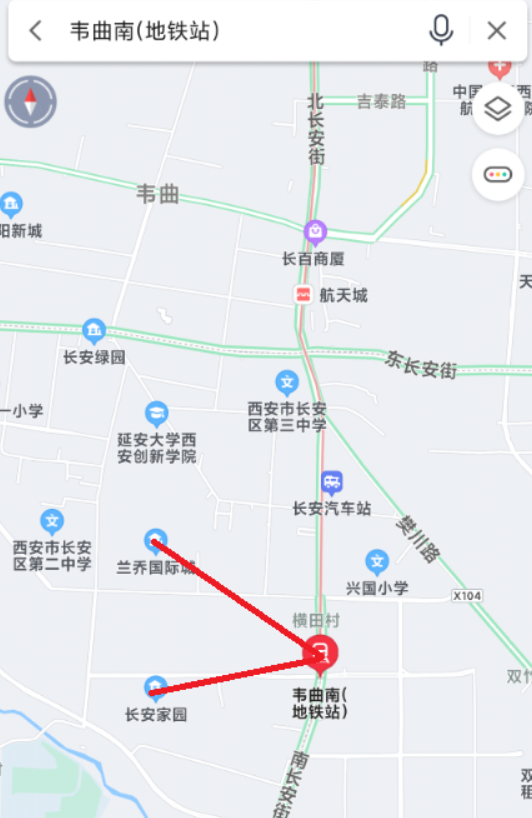 韦曲南(地铁站)
路
中国
西
航
院
吉泰路
北长安街
韦曲
阳新城
长百商厦
天
航天城
长安绿园
东长安街
一小学
西安市长安
区第三中学
延安大学西
安创新学院
长安汽车站
樊川路
西安市长安
区第二中学
兰乔国际城
兴国小学
X104
横田村
双竹
韦曲南(
地铁站)
长安家园
南长安街
双
租